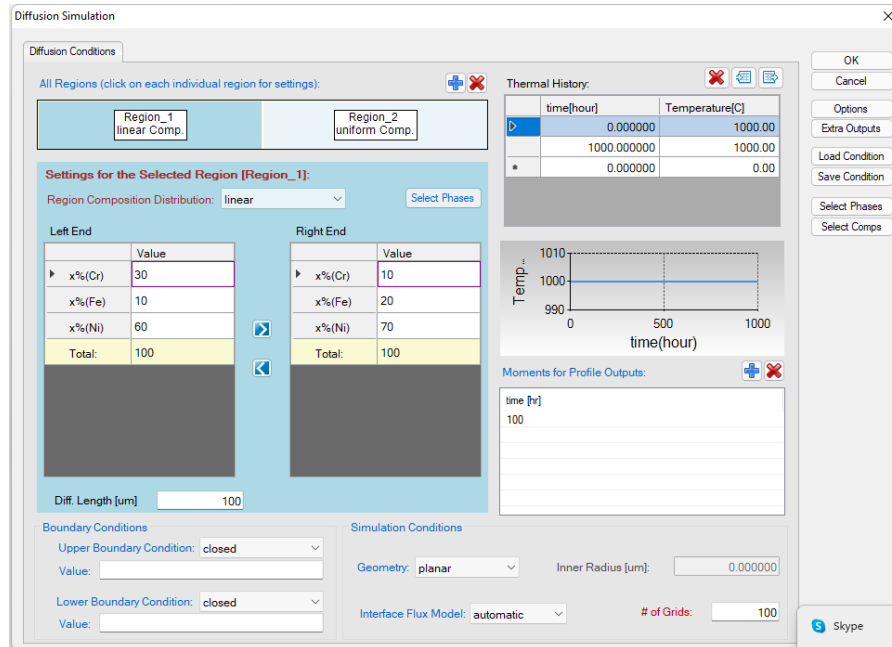 Diffusion Simulation
Diffusion Conditions
All Regions (click on each individual region for settings):
Region_1
linear Comp.
Region_2
uniform Comp.
Settings for the Selected Region [Region_1]:
Region Composition Distribution: linear
Select Phases
Left End
Value
x%(Cr) 30
x%(Fe) 10
x%(Ni) 60
Total: 100
Right End
Value
x%(Cr) 10
x%(Fe) 20
x%(Ni) 70
Total: 100
Diff. Length [um] 100
Boundary Conditions
Upper Boundary Condition: closed
Value:
Lower Boundary Condition: closed
Value:
Simulation Conditions
Geometry: planar
Inner Radius [um]: 0.000000
Interface Flux Model: automatic
# of Grids: 100
Thermal History:
time[hour] Temperature[C]
0.000000 1000.00
1000.000000 1000.00
* 0.000000 0.00
Temp...
1010
1000
990
0 500 1000
time(hour)
Moments for Profile Outputs:
time [hr]
100
OK
Cancel
Options
Extra Outputs
Load Condition
Save Condition
Select Phases
Select Comps
Skype